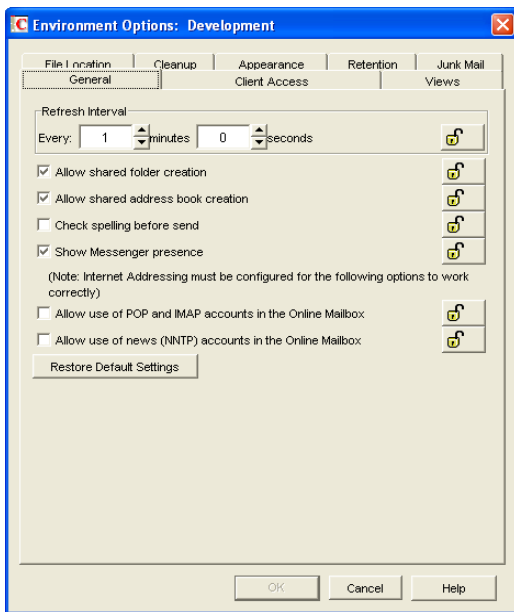 Environment Options: Development
File Location Cleanup Appearance Retention Junk Mail
General Client Access Views
Refresh Interval
Every: 1 minutes 0 seconds
Allow shared folder creation
Allow shared address book creation
Check spelling before send
Show Messenger presence
(Note: Internet Addressing must be configured for the following options to work
correctly)
Allow use of POP and IMAP accounts in the Online Mailbox
Allow use of news (NNTP) accounts in the Online Mailbox
Restore Default Settings
OK Cancel Help